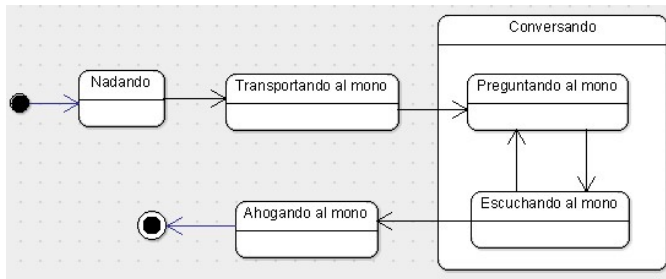 Conversando
Nadando
Transportando al mono
Preguntando al mono
Ahogando al mono
Escuchando al mono